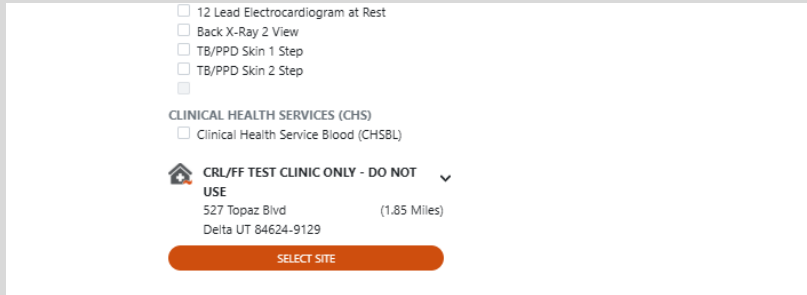 12 Lead Electrocardiogram at Rest
Back X-Ray 2 View
TB/PPD Skin 1 Step
TB/PPD Skin 2 Step
CLINICAL HEALTH SERVICES (CHS)
Clinical Health Service Blood (CHSBL)
CRL/FF TEST CLINIC ONLY - DO NOT
USE
527 Topaz Blvd (1.85 Miles)
Delta UT 84624-9129
SELECT SITE